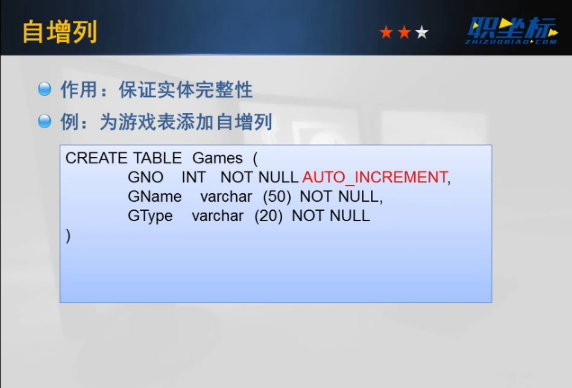 自增列
职坐标
ZHIZUOBIAO.COM
作用：保证实体完整性
例：为游戏表添加自增列
CREATE TABLE Games (
GNO INT NOT NULL AUTO_INCREMENT,
GName varchar (50) NOT NULL,
GType varchar (20) NOT NULL
)